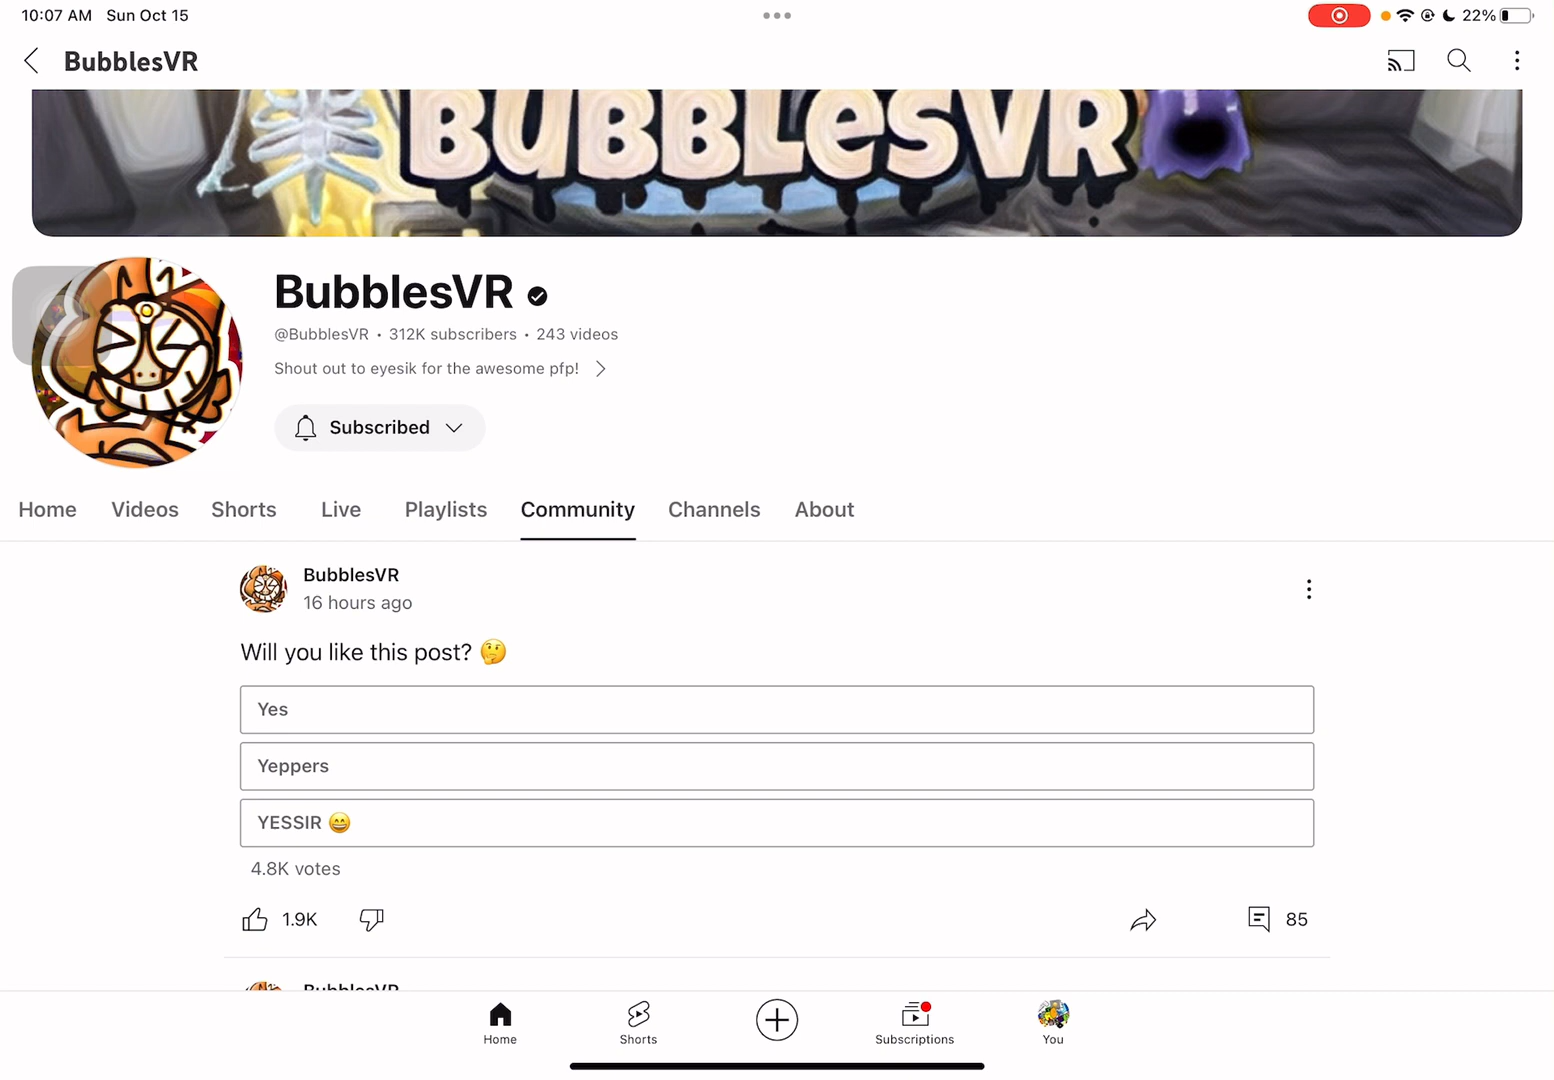 10:07 AM Sun Oct 15
22%
BubblesVR
BUBBLesVR
BubblesVR
@BubblesVR • 312K subscribers • 243 videos
Shout out to eyesik for the awesome pfp!
Subscribed
Home Videos Shorts Live Playlists Community Channels About
BubblesVR
16 hours ago
Will you like this post? 🤔
Yes
Yeppers
YESSIR 😄
4.8K votes
1.9K
85
BubblesVR
Home Shorts Subscriptions You